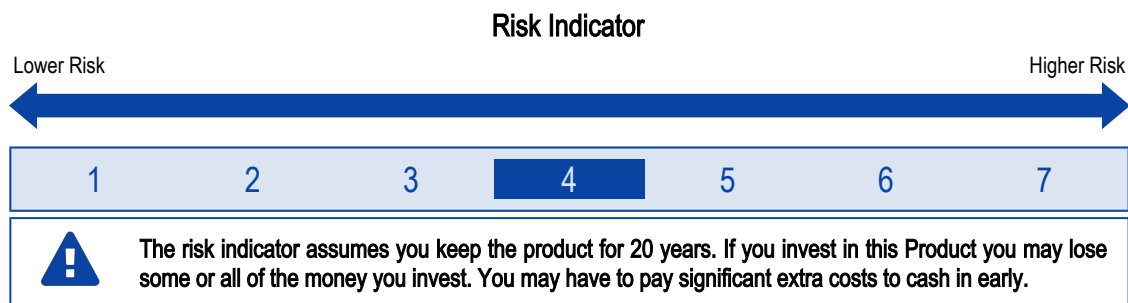 Risk Indicator
Lower Risk
Higher Risk
1 2 3 4 5 6 7
The risk indicator assumes you keep the product for 20 years. If you invest in this Product you may lose
some or all of the money you invest. You may have to pay significant extra costs to cash in early.